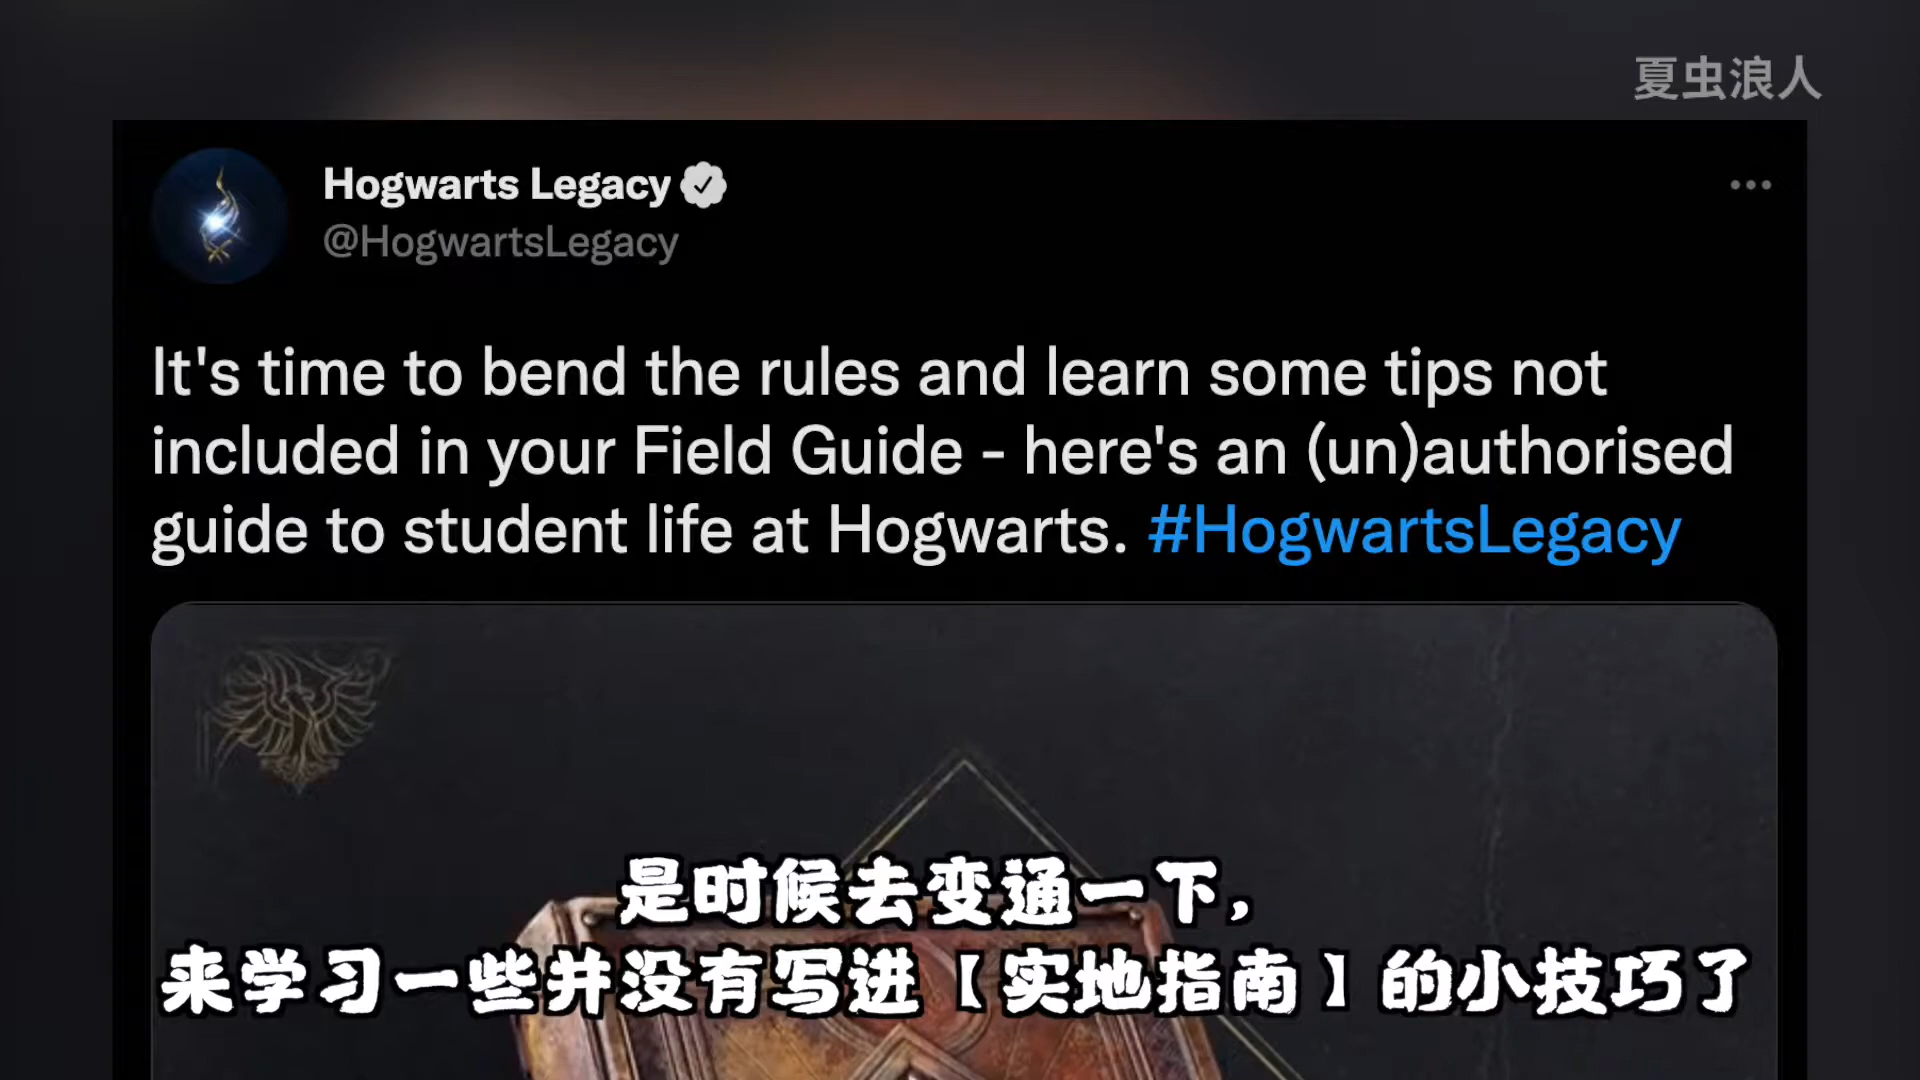 夏虫浪人
Hogwarts Legacy
@HogwartsLegacy
It's time to bend the rules and learn some tips not
included in your Field Guide - here's an (un)authorised
guide to student life at Hogwarts. #HogwartsLegacy
是时候去变通一下,
来学习一些并没有写进【实地指南】的小技巧了